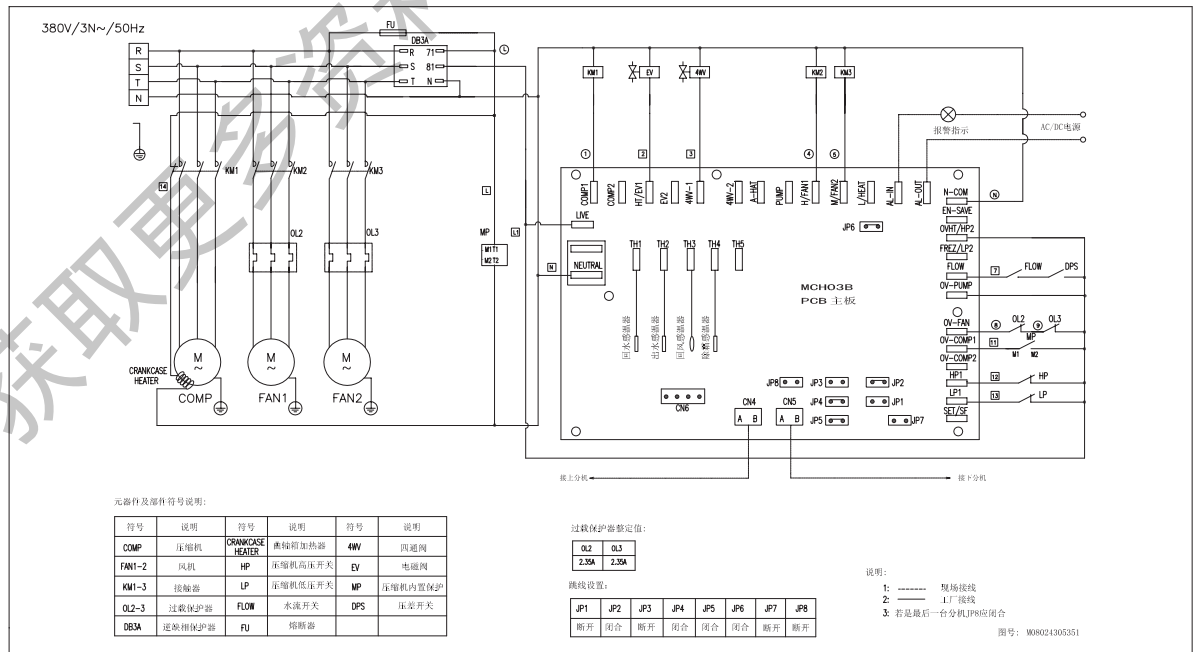 380V/3N~/50Hz
FU
DB3A
R
S
T
N
R 71
S 81
T N
L
KM1
EV
4WV
KM2
KM3
报警指示
AC/DC电源
1
2
3
4
5
COMP1
COMP2
HT/EV1
EV2
4WV-1
4WV-2
A-HAT
PUMP
H/FAN1
M/FAN2
L/HEAT
AL-IN
AL-OUT
N-COM
N
EN-SAVE
OVHT/HP2
FREZ/LP2
FLOW
7
FLOW
DPS
OV-PUMP
OV-FAN
8
OL2
9
OL3
OV-COMP1
11
MP
M1 M2
OV-COMP2
HP1
12
HP
LP1
13
LP
SET/SF
14
KM1
KM2
KM3
L
L1
LIVE
MP
M1 T1
M2 T2
N
NEUTRAL
OL2
OL3
TH1
TH2
TH3
TH4
TH5
JP6
MCH03B
PCB 主板
回水感温器
出水感温器
回风感温器
除霜感温器
CRANKCASE
HEATER
M
~
M
~
M
~
COMP
FAN1
FAN2
JP8
JP3
JP2
JP4
JP1
JP5
JP7
CN6
CN4
CN5
A B
A B
接上分机
接下分机
元器件及部件符号说明:
符号 说明 符号 说明 符号 说明
COMP 压缩机 CRANKCASE HEATER 曲轴箱加热器 4WV 四通阀
FAN1-2 风机 HP 压缩机高压开关 EV 电磁阀
KM1-3 接触器 LP 压缩机低压开关 MP 压缩机内置保护
OL2-3 过载保护器 FLOW 水流开关 DPS 压差开关
DB3A 逆缺相保护器 FU 熔断器
过载保护器整定值:
OL2 OL3
2.35A 2.35A
跳线设置:
JP1 JP2 JP3 JP4 JP5 JP6 JP7 JP8
断开 闭合 断开 闭合 闭合 闭合 断开 断开
说明:
1: ------- 现场接线
2: —— 工厂接线
3: 若是最后一台分机JP8应闭合
图号: M08024305351
获取更多资料